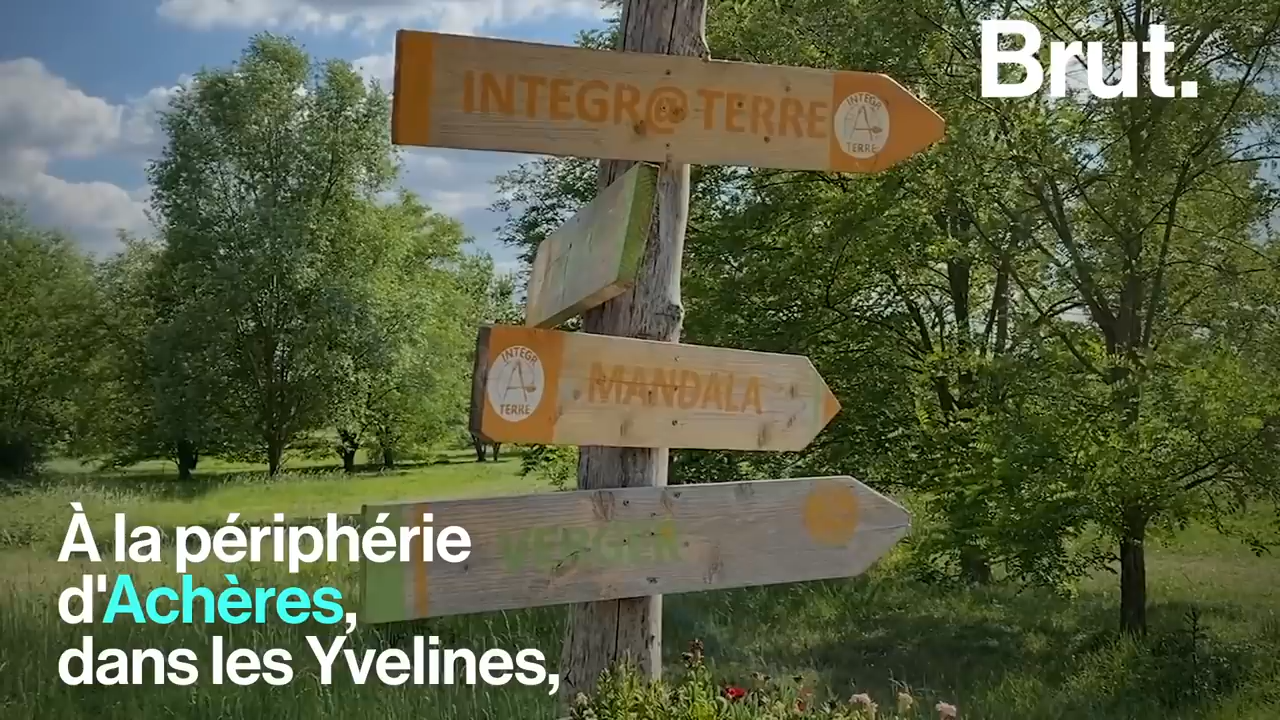 Brut.
INTEGR@TERRE
INTEGR
A
TERRE
INTEGR
A
TERRE
MANDALA
VERGER
À la périphérie
d'Achères,
dans les Yvelines,